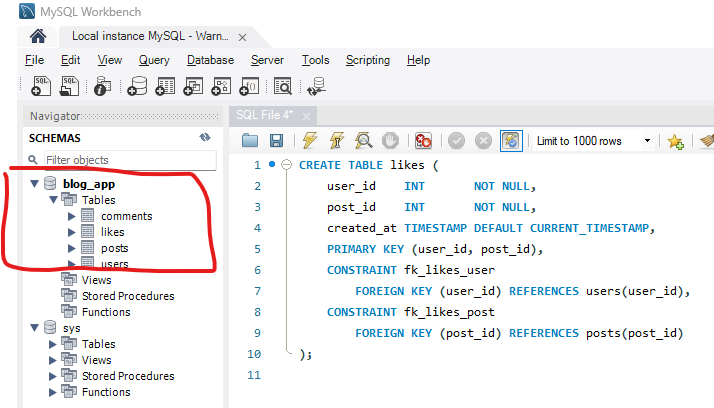 MySQL Workbench
Local instance MySQL - Warn... ×
File Edit View Query Database Server Tools Scripting Help
Navigator
SCHEMAS
Filter objects
blog_app
Tables
comments
likes
posts
users
Views
Stored Procedures
Functions
sys
Tables
Views
Stored Procedures
Functions
SQL File 4* ×
Limit to 1000 rows
1 CREATE TABLE likes (
2 user_id INT NOT NULL,
3 post_id INT NOT NULL,
4 created_at TIMESTAMP DEFAULT CURRENT_TIMESTAMP,
5 PRIMARY KEY (user_id, post_id),
6 CONSTRAINT fk_likes_user
7 FOREIGN KEY (user_id) REFERENCES users(user_id),
8 CONSTRAINT fk_likes_post
9 FOREIGN KEY (post_id) REFERENCES posts(post_id)
10 );
11